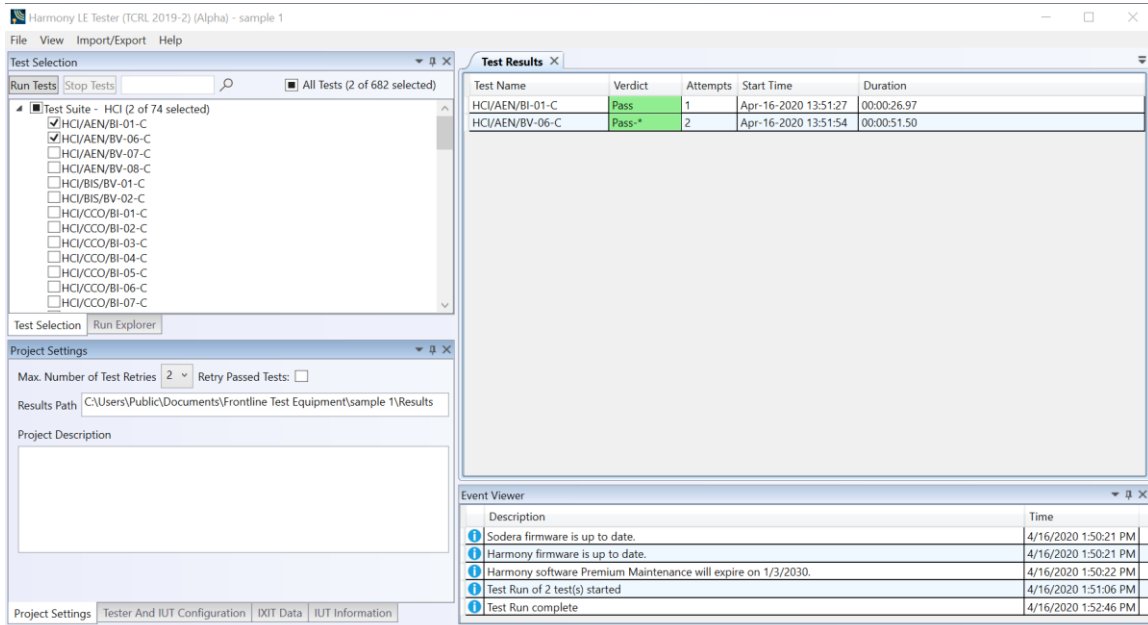 Harmony LE Tester (TCRL 2019-2) (Alpha) - sample 1
File View Import/Export Help
Test Selection
Run Tests Stop Tests All Tests (2 of 682 selected)
Test Suite - HCI (2 of 74 selected)
HCI/AEN/BI-01-C
HCI/AEN/BV-06-C
HCI/AEN/BV-07-C
HCI/AEN/BV-08-C
HCI/BIS/BV-01-C
HCI/BIS/BV-02-C
HCI/CCO/BI-01-C
HCI/CCO/BI-02-C
HCI/CCO/BI-03-C
HCI/CCO/BI-04-C
HCI/CCO/BI-05-C
HCI/CCO/BI-06-C
HCI/CCO/BI-07-C
Test Selection Run Explorer
Project Settings
Max. Number of Test Retries 2 Retry Passed Tests:
Results Path C:\Users\Public\Documents\Frontline Test Equipment\sample 1\Results
Project Description
Project Settings Tester And IUT Configuration IXIT Data IUT Information
Test Results
Test Name Verdict Attempts Start Time Duration
HCI/AEN/BI-01-C Pass 1 Apr-16-2020 13:51:27 00:00:26.97
HCI/AEN/BV-06-C Pass-* 2 Apr-16-2020 13:51:54 00:00:51.50
Event Viewer
Description Time
Sodera firmware is up to date. 4/16/2020 1:50:21 PM
Harmony firmware is up to date. 4/16/2020 1:50:21 PM
Harmony software Premium Maintenance will expire on 1/3/2030. 4/16/2020 1:50:22 PM
Test Run of 2 test(s) started 4/16/2020 1:51:06 PM
Test Run complete 4/16/2020 1:52:46 PM